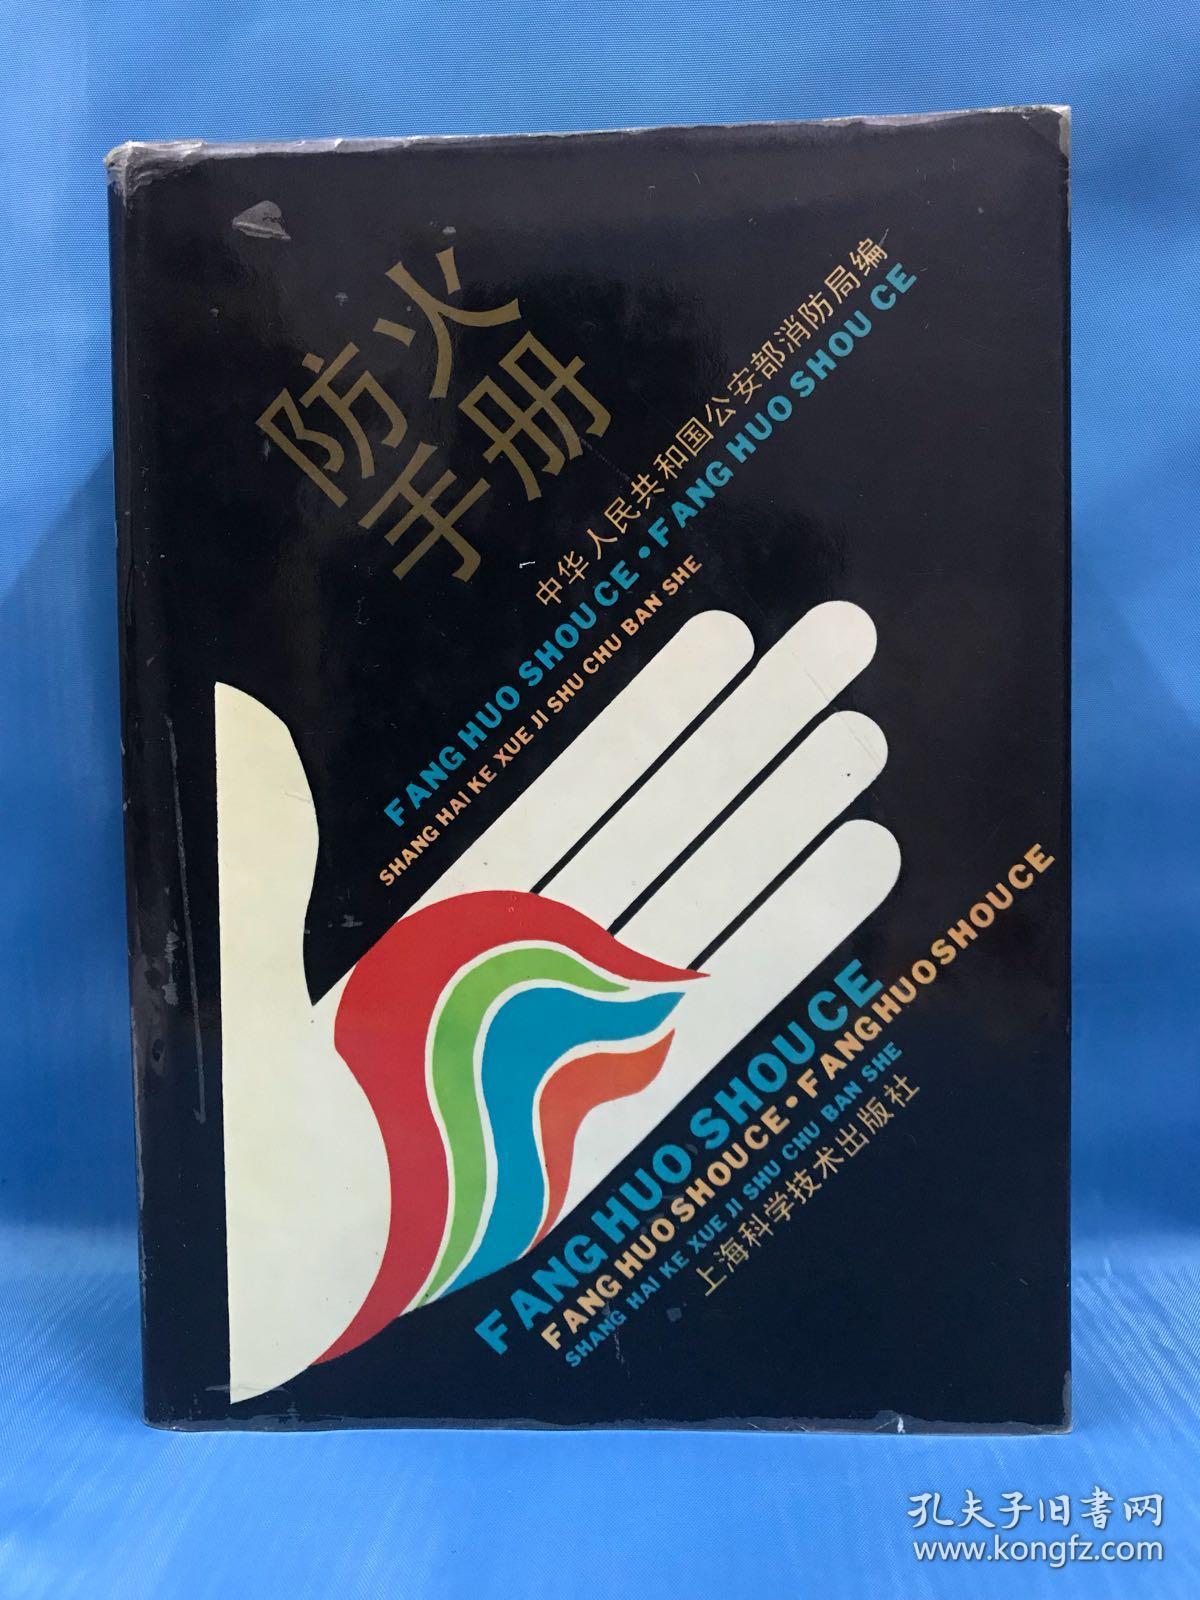 防火
手册
中华人民共和国公安部消防局编
FANG HUO SHOU CE • FANG HUO SHOU CE
SHANG HAI KE XUE JI SHU CHU BAN SHE
FANG HUO SHOU CE
FANG HUO SHOU CE • FANG HUO SHOU CE
SHANG HAI KE XUE JI SHU CHU BAN SHE
上海科学技术出版社
孔夫子旧書网
www.kongfz.com